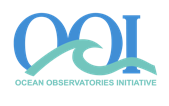 OOI
OCEAN OBSERVATORIES INITIATIVE